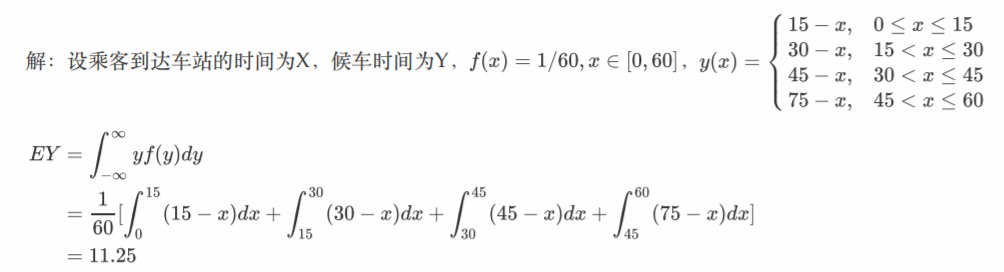 解：设乘客到达车站的时间为X，候车时间为Y，f(x) = 1/60, x ∈ [0, 60]，y(x) = { 15 − x, 0 ≤ x ≤ 15
30 − x, 15 < x ≤ 30
45 − x, 30 < x ≤ 45
75 − x, 45 < x ≤ 60
EY = ∫_{−∞}^{∞} yf(y)dy
= \frac{1}{60}[∫_{0}^{15} (15 − x)dx + ∫_{15}^{30} (30 − x)dx + ∫_{30}^{45} (45 − x)dx + ∫_{45}^{60} (75 − x)dx]
= 11.25